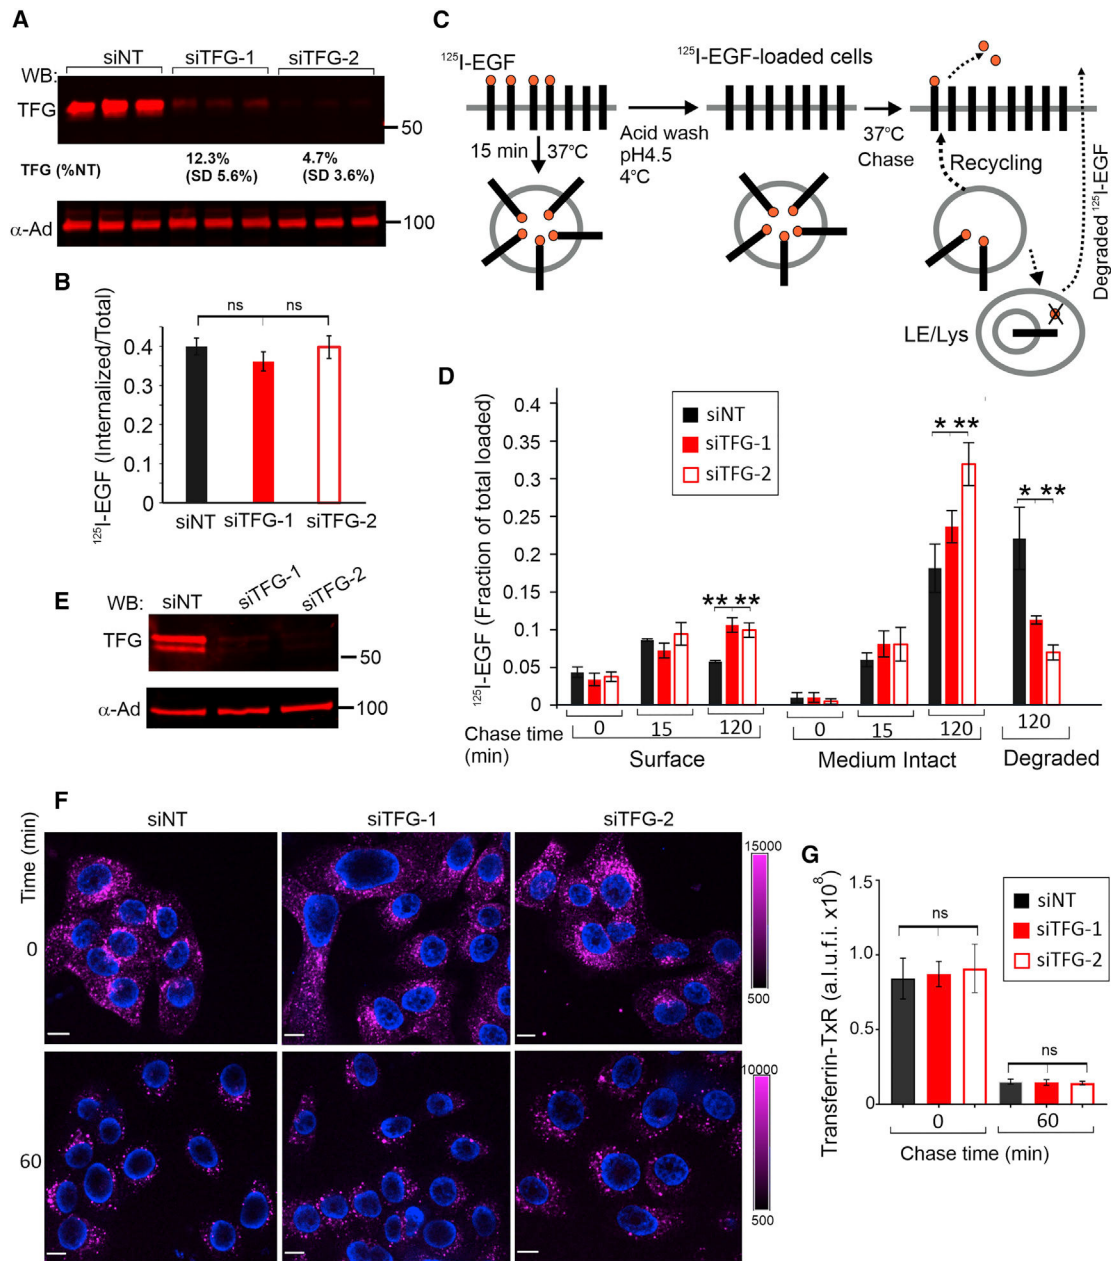 A
siNT siTFG-1 siTFG-2
WB:
TFG
50
TFG (%NT) 12.3% 4.7%
(SD 5.6%) (SD 3.6%)
α-Ad
100
B
ns ns
¹²⁵I-EGF (Internalized/Total)
0.4
0.3
0.2
0.1
0
siNT siTFG-1 siTFG-2
C
¹²⁵I-EGF
15 min 37°C
Acid wash
pH4.5
4°C
¹²⁵I-EGF-loaded cells
37°C
Chase
Recycling
Degraded ¹²⁵I-EGF
LE/Lys
D
¹²⁵I-EGF (Fraction of total loaded)
0.4
0.35
0.3
0.25
0.2
0.15
0.1
0.05
0
siNT
siTFG-1
siTFG-2
** **
* **
* **
Chase time
(min)
0 15 120 0 15 120 120
Surface Medium Intact Degraded
E
WB: siNT siTFG-1 siTFG-2
TFG
50
α-Ad
100
F
siNT siTFG-1 siTFG-2
Time (min)
0
60
15000
500
10000
500
G
Transferrin-TxR (a.l.u.f.i. x10⁸)
1.5
1.0
0.5
0
siNT
siTFG-1
siTFG-2
ns
ns
0 60
Chase time (min)